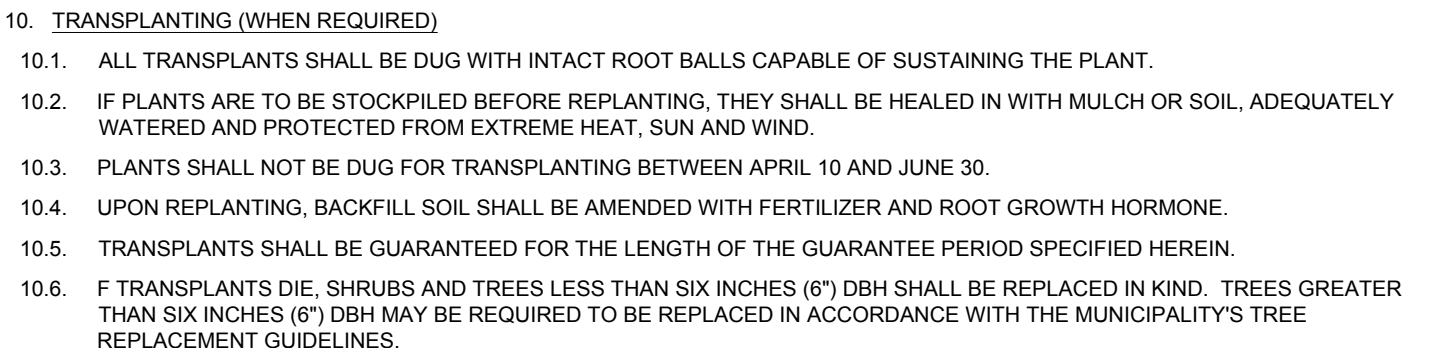 10. TRANSPLANTING (WHEN REQUIRED)
10.1. ALL TRANSPLANTS SHALL BE DUG WITH INTACT ROOT BALLS CAPABLE OF SUSTAINING THE PLANT.
10.2. IF PLANTS ARE TO BE STOCKPILED BEFORE REPLANTING, THEY SHALL BE HEALED IN WITH MULCH OR SOIL, ADEQUATELY
WATERED AND PROTECTED FROM EXTREME HEAT, SUN AND WIND.
10.3. PLANTS SHALL NOT BE DUG FOR TRANSPLANTING BETWEEN APRIL 10 AND JUNE 30.
10.4. UPON REPLANTING, BACKFILL SOIL SHALL BE AMENDED WITH FERTILIZER AND ROOT GROWTH HORMONE.
10.5. TRANSPLANTS SHALL BE GUARANTEED FOR THE LENGTH OF THE GUARANTEE PERIOD SPECIFIED HEREIN.
10.6. F TRANSPLANTS DIE, SHRUBS AND TREES LESS THAN SIX INCHES (6") DBH SHALL BE REPLACED IN KIND. TREES GREATER
THAN SIX INCHES (6") DBH MAY BE REQUIRED TO BE REPLACED IN ACCORDANCE WITH THE MUNICIPALITY'S TREE
REPLACEMENT GUIDELINES.